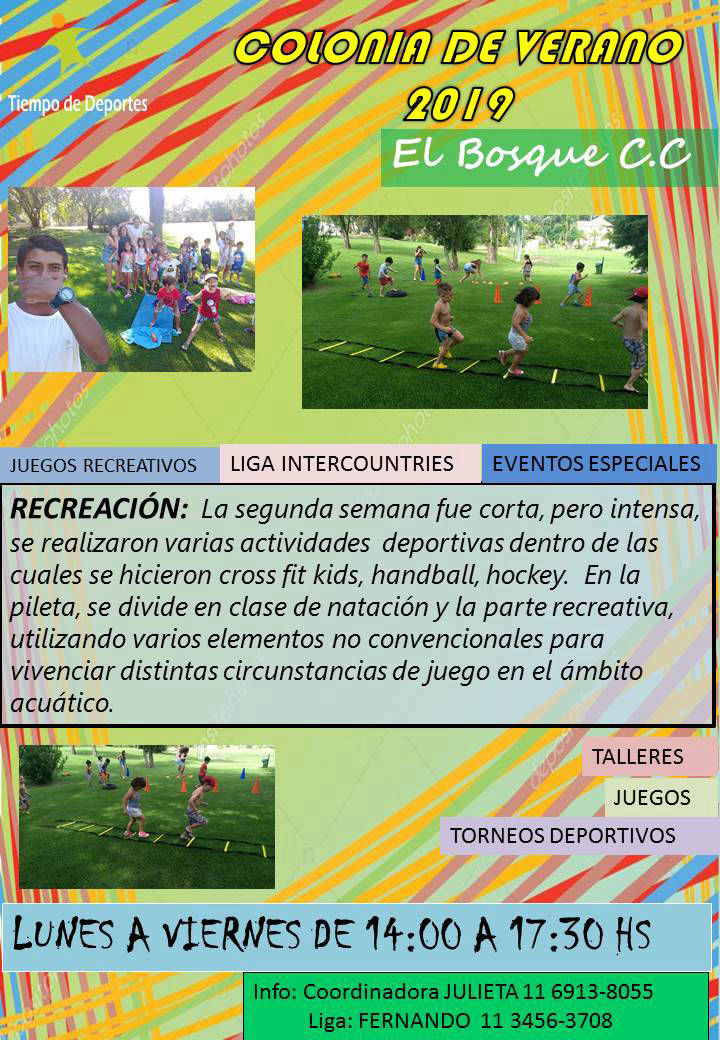 COLONIA DE VERANO
2019
Tiempo de Deportes
El Bosque C.C
JUEGOS RECREATIVOS
LIGA INTERCOUNTRIES
EVENTOS ESPECIALES
RECREACIÓN: La segunda semana fue corta, pero intensa,
se realizaron varias actividades deportivas dentro de las
cuales se hicieron cross fit kids, handball, hockey. En la
pileta, se divide en clase de natación y la parte recreativa,
utilizando varios elementos no convencionales para
vivenciar distintas circunstancias de juego en el ámbito
acuático.
TALLERES
JUEGOS
TORNEOS DEPORTIVOS
LUNES A VIERNES DE 14:00 A 17:30 HS
Info: Coordinadora JULIETA 11 6913-8055
Liga: FERNANDO 11 3456-3708